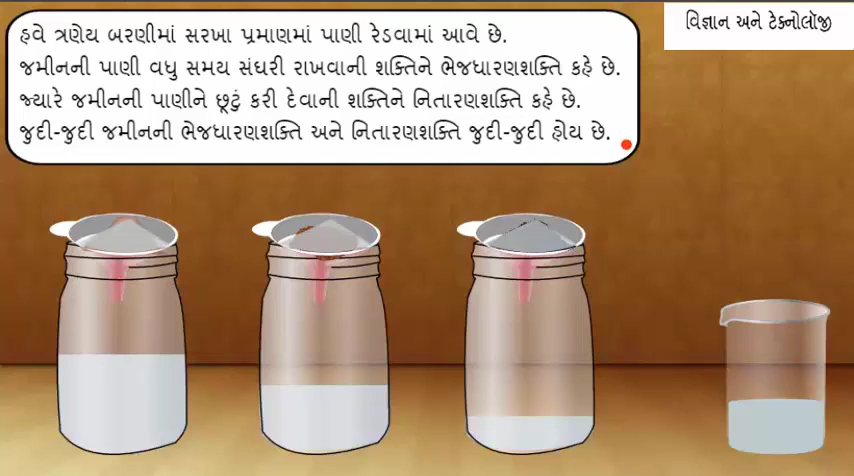 વિજ્ઞાન અને ટેક્નોલૉજી
હવે ત્રણેય બરણીમાં સરખા પ્રમાણમાં પાણી રેડવામાં આવે છે.
જમીનની પાણી વધુ સમય સંઘરી રાખવાની શક્તિને ભેજધારણશક્તિ કહે છે.
જ્યારે જમીનની પાણીને છૂટું કરી દેવાની શક્તિને નિતારણશક્તિ કહે છે.
જુદી-જુદી જમીનની ભેજધારણશક્તિ અને નિતારણશક્તિ જુદી-જુદી હોય છે.